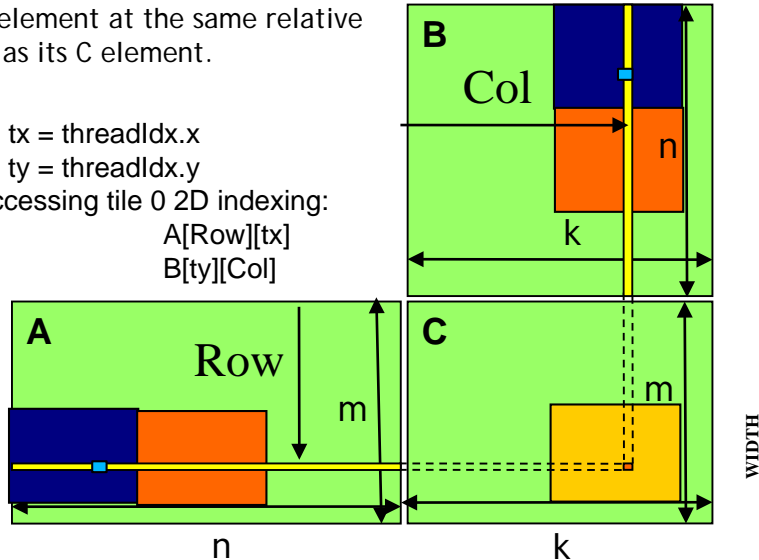 element at the same relative
as its C element.
tx = threadIdx.x
ty = threadIdx.y
ccessing tile 0 2D indexing:
A[Row][tx]
B[ty][Col]
B
Col
n
k
A
Row
m
C
m
WIDTH
n
k